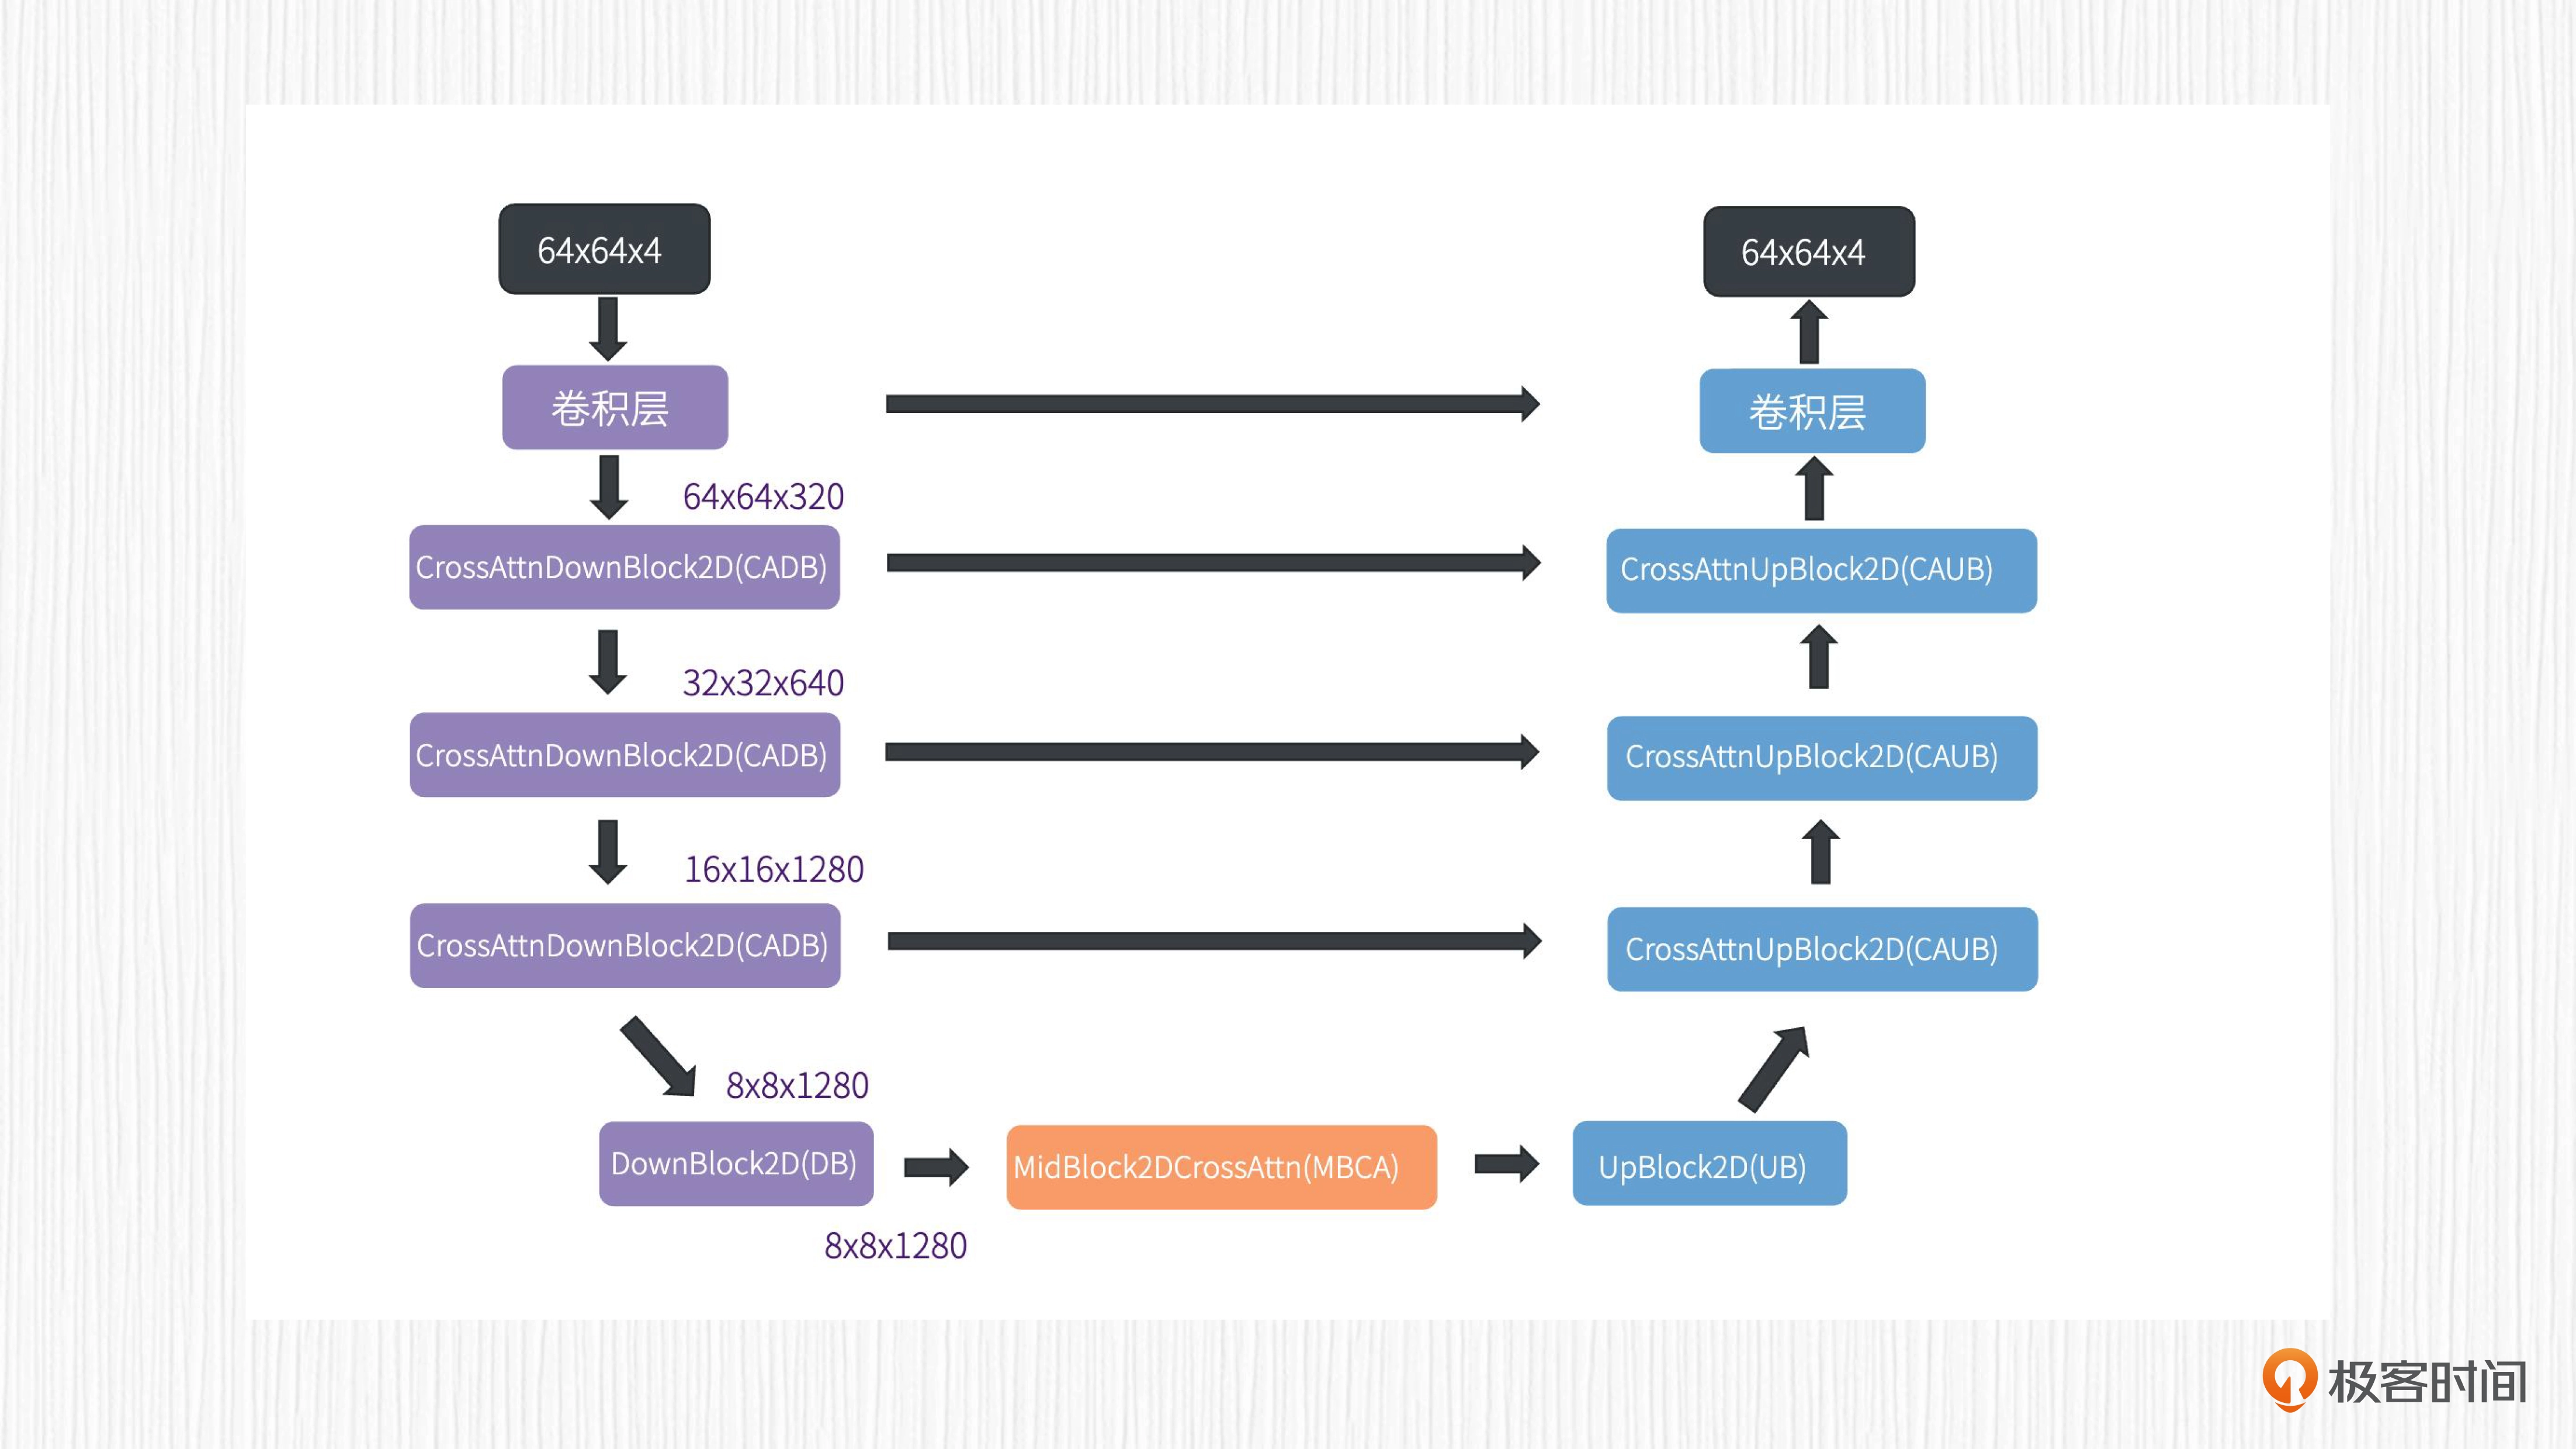 64x64x4
64x64x4
卷积层
卷积层
64x64x320
CrossAttnDownBlock2D(CADB)
CrossAttnUpBlock2D(CAUB)
32x32x640
CrossAttnDownBlock2D(CADB)
CrossAttnUpBlock2D(CAUB)
16x16x1280
CrossAttnDownBlock2D(CADB)
CrossAttnUpBlock2D(CAUB)
8x8x1280
DownBlock2D(DB)
MidBlock2DCrossAttn(MBCA)
UpBlock2D(UB)
8x8x1280
极客时间